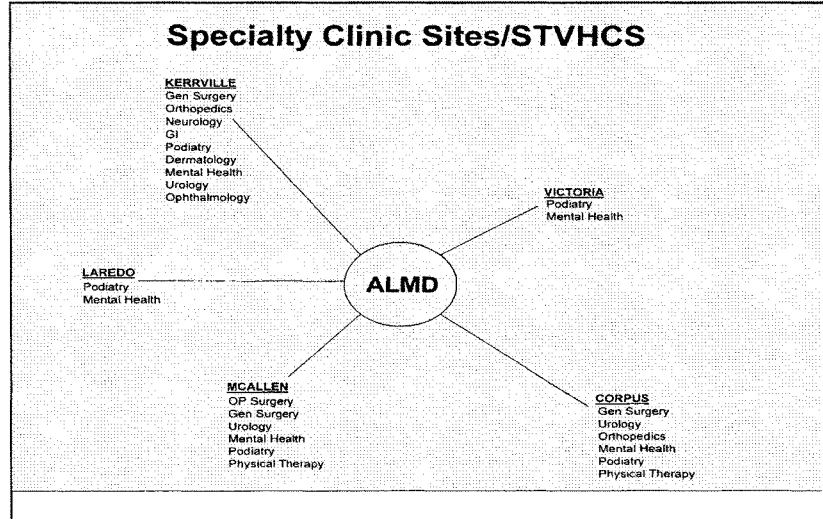 Specialty Clinic Sites/STVHCS
KERRVILLE
Gen Surgery
Orthopedics
Neurology
GI
Podiatry
Dermatology
Mental Health
Urology
Ophthalmology
VICTORIA
Podiatry
Mental Health
LAREDO
Podiatry
Mental Health
ALMD
MCALLEN
OP Surgery
Gen Surgery
Urology
Mental Health
Podiatry
Physical Therapy
CORPUS
Gen Surgery
Urology
Orthopedics
Mental Health
Podiatry
Physical Therapy